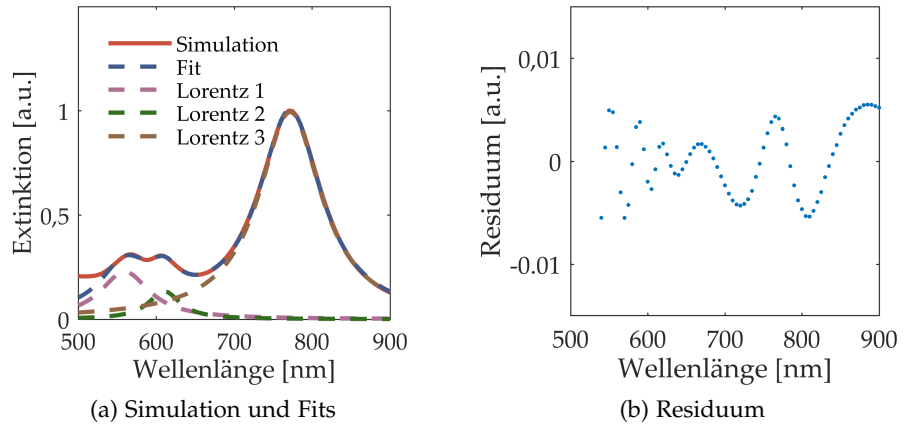 Simulation
Fit
Lorentz 1
Lorentz 2
Lorentz 3
Extinktion [a.u.]
1
0,5
0
500 600 700 800 900
Wellenlänge [nm]
(a) Simulation und Fits
Residuum [a.u.]
0,01
0
-0.01
500 600 700 800 900
Wellenlänge [nm]
(b) Residuum